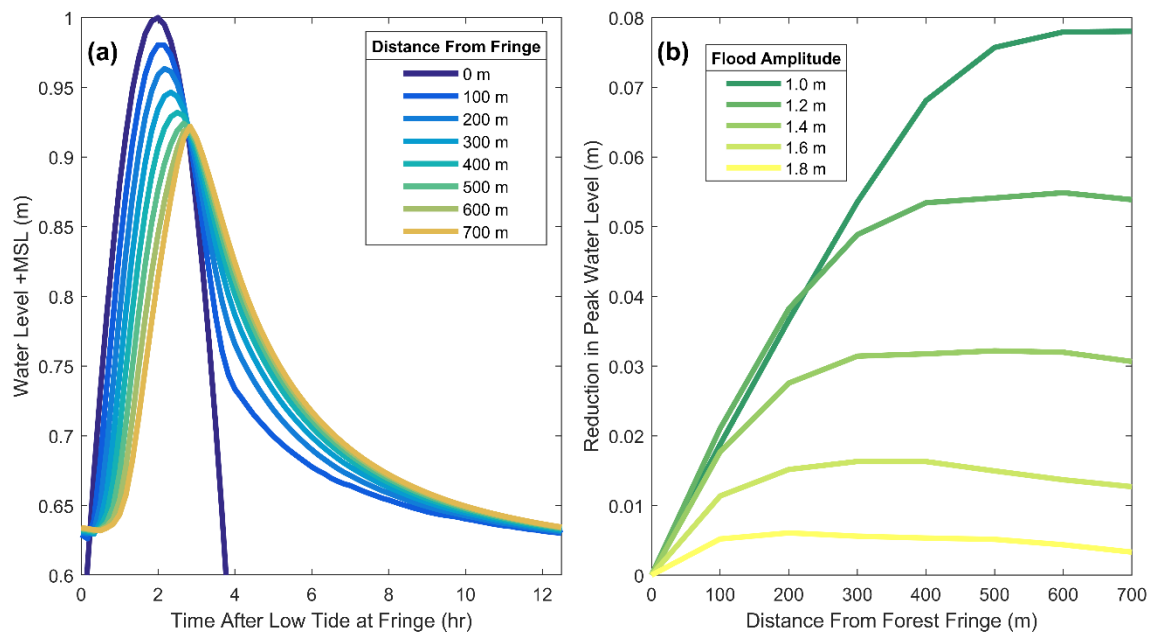 (a)
Distance From Fringe
0 m
100 m
200 m
300 m
400 m
500 m
600 m
700 m
1
0.95
0.9
0.85
0.8
0.75
0.7
0.65
0.6
Water Level +MSL (m)
0 2 4 6 8 10 12
Time After Low Tide at Fringe (hr)
(b)
Flood Amplitude
1.0 m
1.2 m
1.4 m
1.6 m
1.8 m
0.08
0.07
0.06
0.05
0.04
0.03
0.02
0.01
0
Reduction in Peak Water Level (m)
0 100 200 300 400 500 600 700
Distance From Forest Fringe (m)